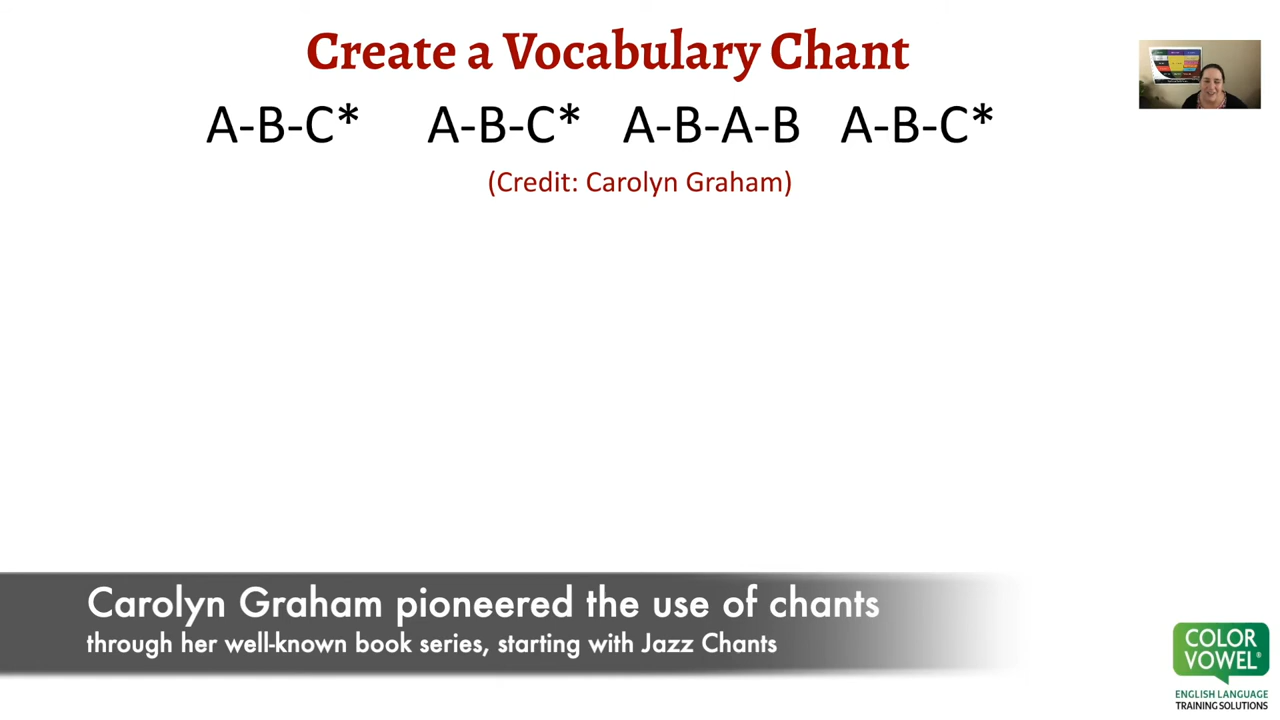 Create a Vocabulary Chant
A-B-C* A-B-C* A-B-A-B A-B-C*
(Credit: Carolyn Graham)
Carolyn Graham pioneered the use of chants
through her well-known book series, starting with Jazz Chants
COLOR
VOWEL®
ENGLISH LANGUAGE
TRAINING SOLUTIONS